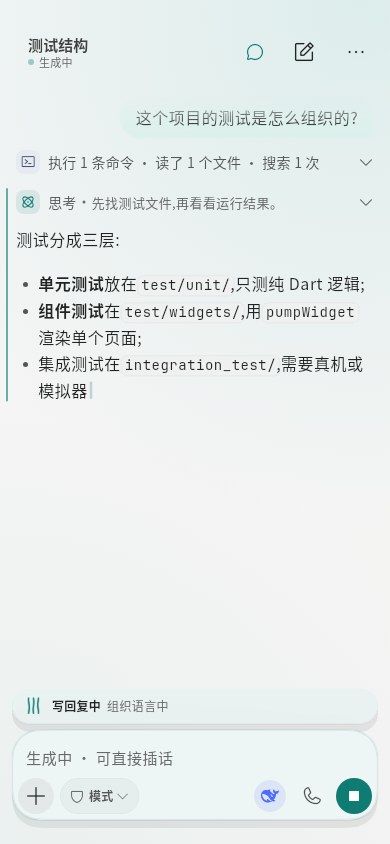 测试结构
生成中
这个项目的测试是怎么组织的?
执行 1 条命令 · 读了 1 个文件 · 搜索 1 次
思考 · 先找测试文件,再看看运行结果。
测试分成三层:
• 单元测试放在 test/unit/,只测纯 Dart 逻辑;
• 组件测试在 test/widgets/,用 pumpWidget
渲染单个页面;
• 集成测试在 integration_test/,需要真机或
模拟器
写回复中 组织语言中
生成中 · 可直接插话
模式